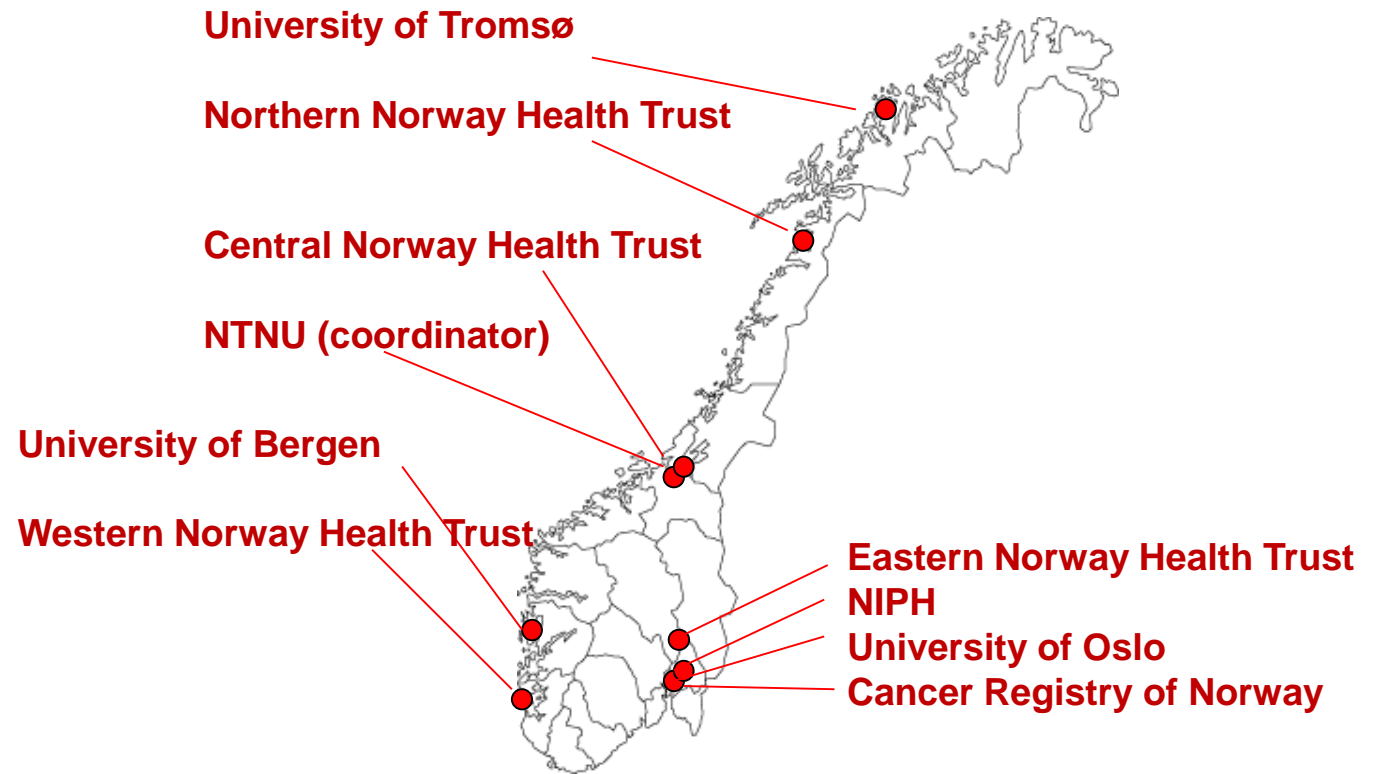 University of Tromsø
Northern Norway Health Trust
Central Norway Health Trust
NTNU (coordinator)
University of Bergen
Western Norway Health Trust
Eastern Norway Health Trust
NIPH
University of Oslo
Cancer Registry of Norway